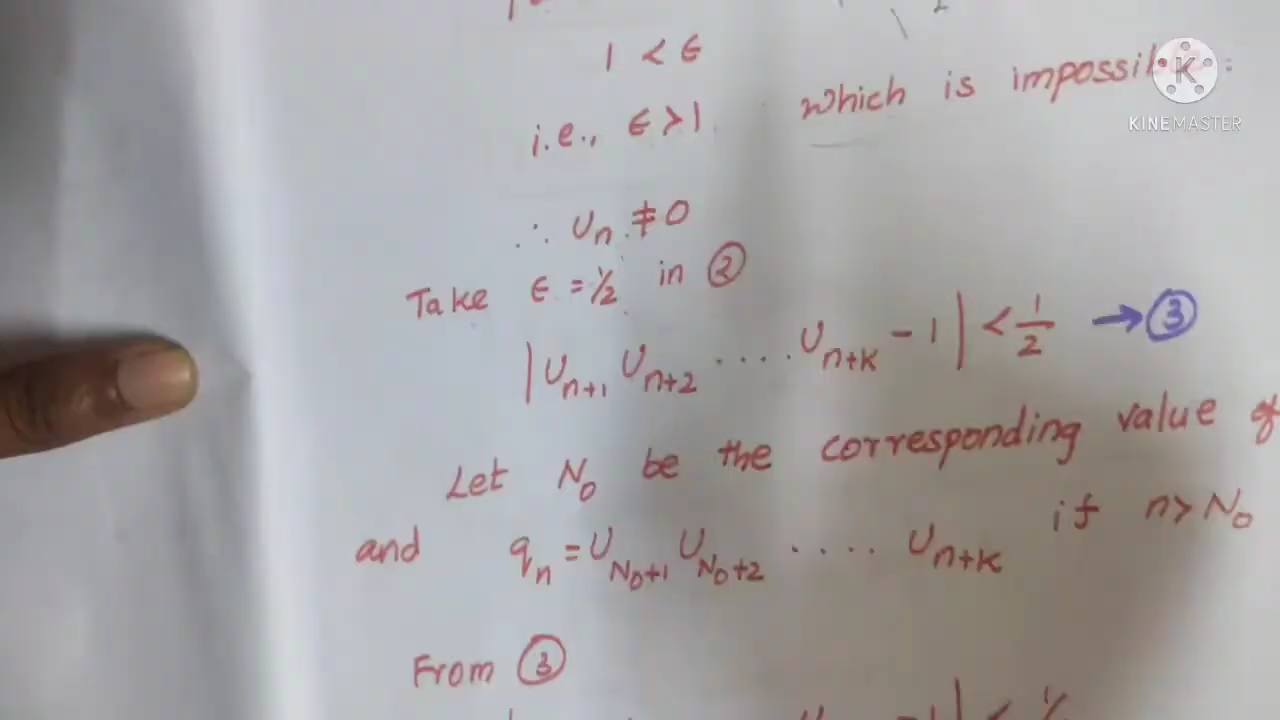 1 < ϵ
i.e., ϵ > 1. which is impossible.
KINEMASTER
∴ Uₙ ≠ 0
Take ϵ = 1/2 in ②
|Uₙ₊₁ Uₙ₊₂ ..... Uₙ₊ₖ - 1| < 1/2 → ③
Let N₀ be the corresponding value of
and qₙ = U_{N₀+1} U_{N₀+2} ..... U_{n+k} if n > N₀
From ③